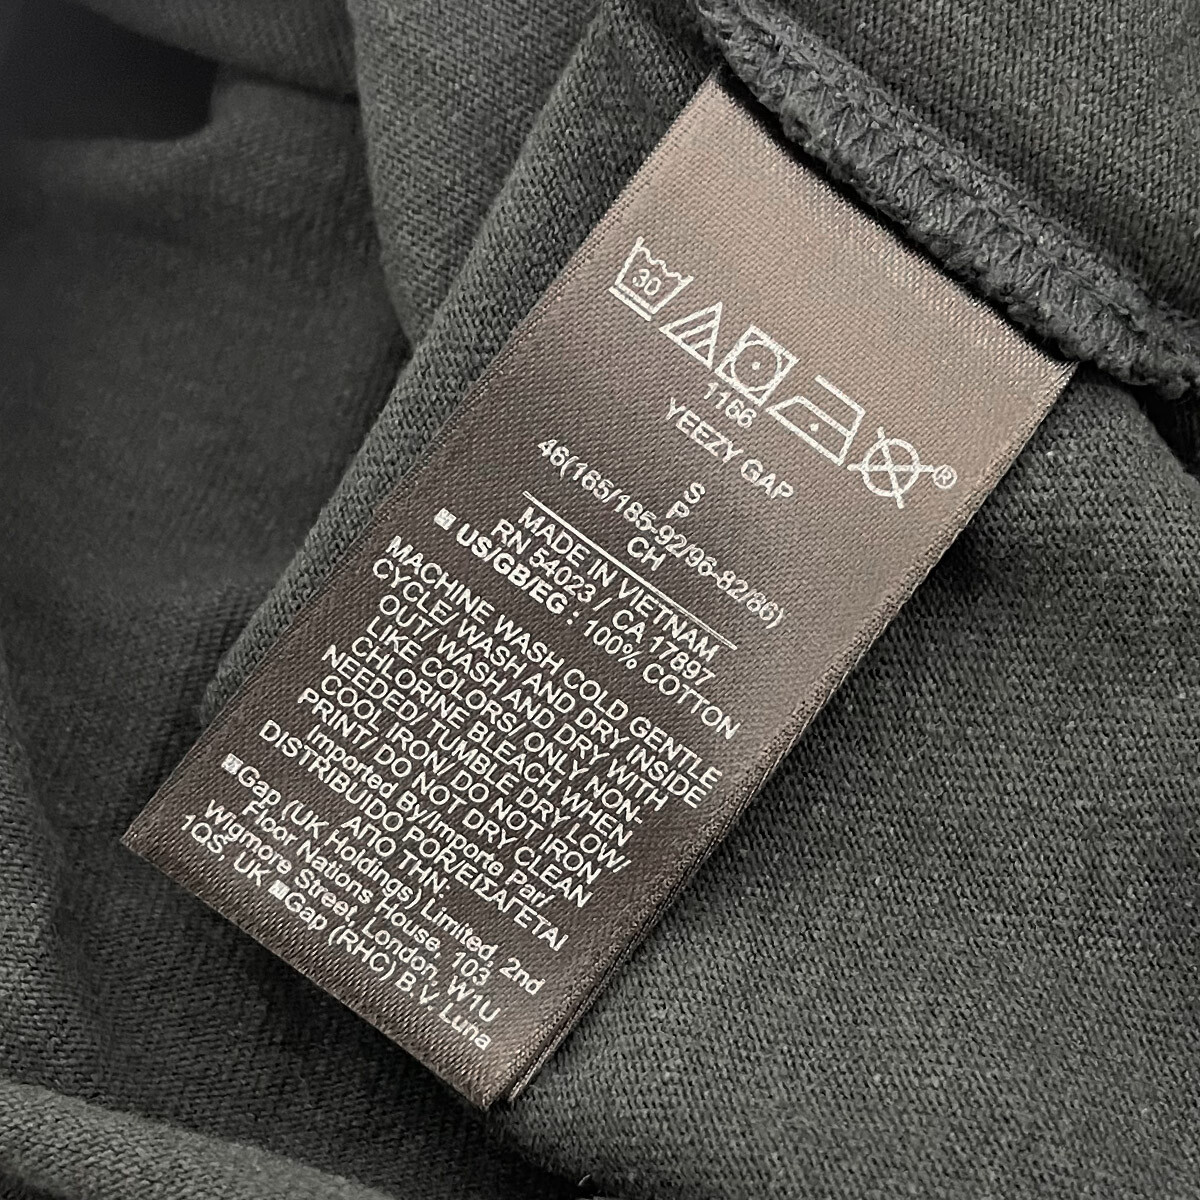 30
®
1166
YEEZY GAP
S
P
CH
46(165/185-92/96-82/86)
MADE IN VIETNAM
RN 54023 / CA 17897
US/GB/EG : 100% COTTON
MACHINE WASH COLD GENTLE
CYCLE/ WASH AND DRY INSIDE
OUT/ WASH AND DRY WITH
LIKE COLORS/ ONLY NON-
CHLORINE BLEACH WHEN
NEEDED/ TUMBLE DRY LOW/
COOL IRON/ DO NOT IRON
PRINT/ DO NOT DRY CLEAN
Imported By/Importe Par/
DISTRIBUIDO POR/ΕΙΣΑΓΕΤΑΙ
ΑΠΟ ΤΗΝ:
Gap (UK Holdings) Limited, 2nd
Floor Nations House, 103
Wigmore Street, London, W1U
1QS, UK Gap (RHC) B.V. Luna